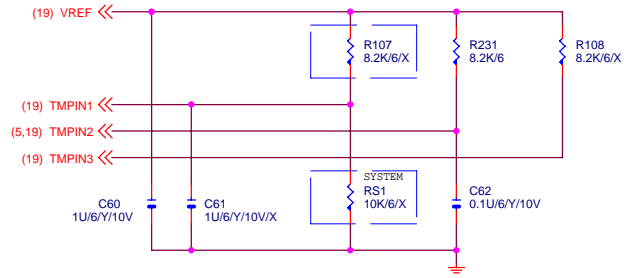 (19) VREF
R107
8.2K/6/X
R231
8.2K/6
R108
8.2K/6/X
(19) TMPIN1
(5,19) TMPIN2
(19) TMPIN3
SYSTEM
RS1
10K/6/X
C60
1U/6/Y/10V
C61
1U/6/Y/10V/X
C62
0.1U/6/Y/10V